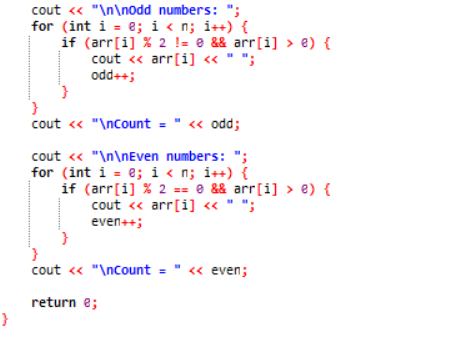 cout << "\n\nOdd numbers: ";
for (int i = 0; i < n; i++) {
if (arr[i] % 2 != 0 && arr[i] > 0) {
cout << arr[i] << " ";
odd++;
}
}
cout << "\nCount = " << odd;
cout << "\n\nEven numbers: ";
for (int i = 0; i < n; i++) {
if (arr[i] % 2 == 0 && arr[i] > 0) {
cout << arr[i] << " ";
even++;
}
}
cout << "\nCount = " << even;
return 0;
}